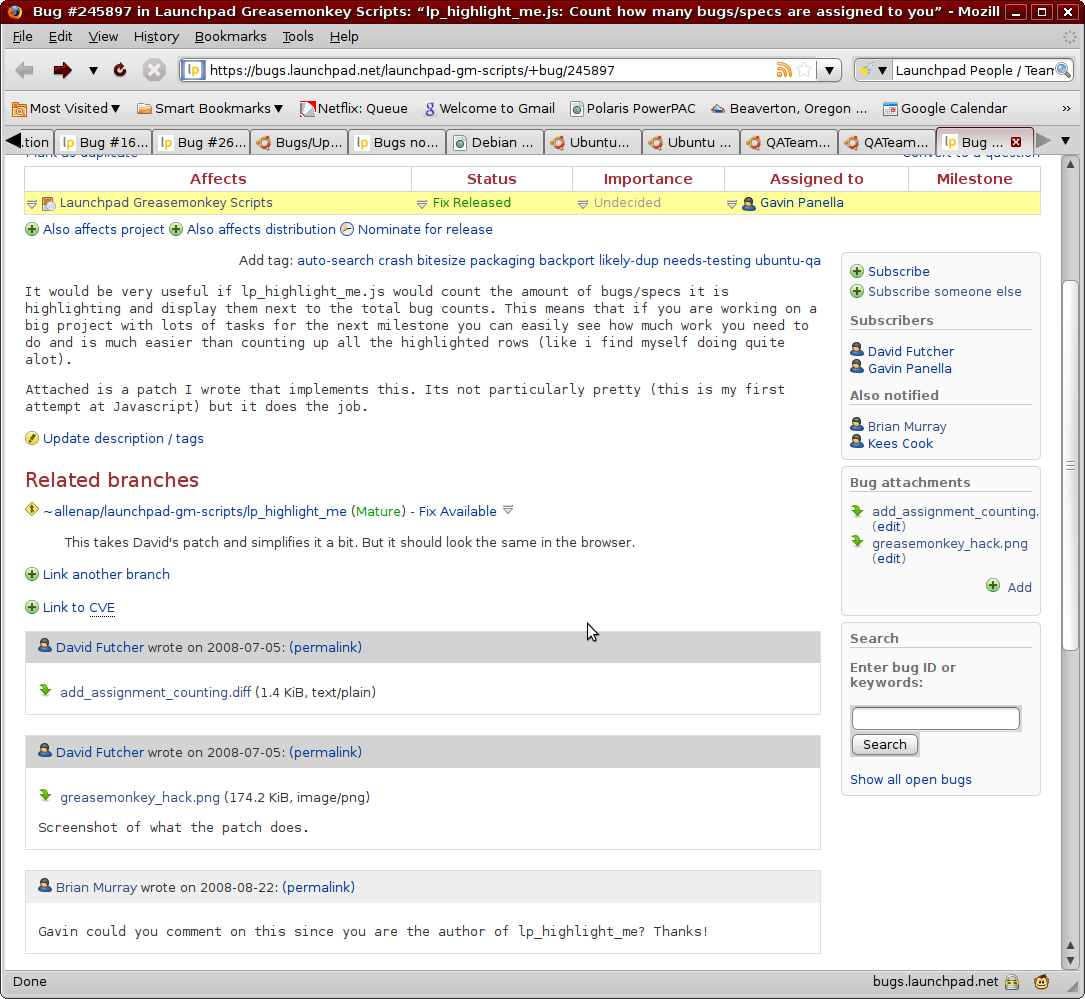 Bug #245897 in Launchpad Greasemonkey Scripts: “lp_highlight_me.js: Count how many bugs/specs are assigned to you” - Mozill
File Edit View History Bookmarks Tools Help
lp https://bugs.launchpad.net/launchpad-gm-scripts/+bug/245897 Launchpad People / Team
Most Visited Smart Bookmarks Netflix: Queue Welcome to Gmail Polaris PowerPAC Beaverton, Oregon ... Google Calendar »
.tion lp Bug #16... lp Bug #26... Bugs/Up... lp Bugs no... Debian ... Ubuntu... Ubuntu ... QATeam... QATeam... lp Bug ...
Mark as duplicate Convert to a question
Affects Status Importance Assigned to Milestone
Launchpad Greasemonkey Scripts Fix Released Undecided Gavin Panella
Also affects project Also affects distribution Nominate for release
Add tag: auto-search crash bitesize packaging backport likely-dup needs-testing ubuntu-qa
It would be very useful if lp_highlight_me.js would count the amount of bugs/specs it is
highlighting and display them next to the total bug counts. This means that if you are working on a
big project with lots of tasks for the next milestone you can easily see how much work you need to
do and is much easier than counting up all the highlighted rows (like i find myself doing quite
alot).
Attached is a patch I wrote that implements this. Its not particularly pretty (this is my first
attempt at Javascript) but it does the job.
Update description / tags
Related branches
~allenap/launchpad-gm-scripts/lp_highlight_me (Mature) - Fix Available
This takes David's patch and simplifies it a bit. But it should look the same in the browser.
Link another branch
Link to CVE
David Futcher wrote on 2008-07-05: (permalink)
add_assignment_counting.diff (1.4 KiB, text/plain)
David Futcher wrote on 2008-07-05: (permalink)
greasemonkey_hack.png (174.2 KiB, image/png)
Screenshot of what the patch does.
Brian Murray wrote on 2008-08-22: (permalink)
Gavin could you comment on this since you are the author of lp_highlight_me? Thanks!
Subscribe
Subscribe someone else
Subscribers
David Futcher
Gavin Panella
Also notified
Brian Murray
Kees Cook
Bug attachments
add_assignment_counting.
(edit)
greasemonkey_hack.png
(edit)
Add
Search
Enter bug ID or
keywords:
Search
Show all open bugs
Done bugs.launchpad.net